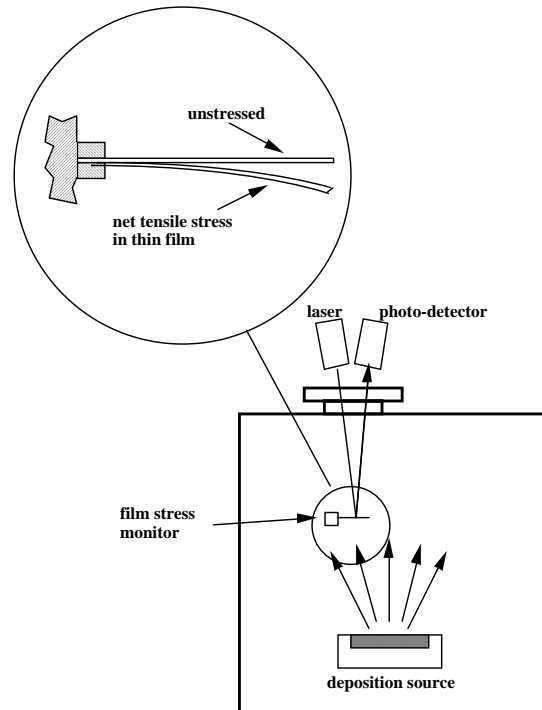 unstressed
net tensile stress
in thin film
laser
photo-detector
film stress
monitor
deposition source